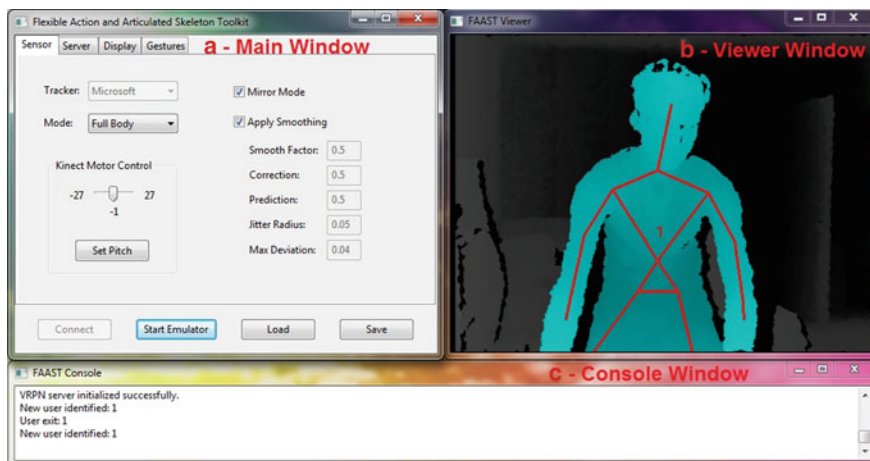 Flexible Action and Articulated Skeleton Toolkit
Sensor Server Display Gestures
a - Main Window
Tracker: Microsoft
Mode: Full Body
Kinect Motor Control
-27 27
-1
Set Pitch
Mirror Mode
Apply Smoothing
Smooth Factor: 0.5
Correction: 0.5
Prediction: 0.5
Jitter Radius: 0.05
Max Deviation: 0.04
Connect Start Emulator Load Save
FAAST Viewer
b - Viewer Window
1
FAAST Console
c - Console Window
VRPN server initialized successfully.
New user identified: 1
User exit: 1
New user identified: 1